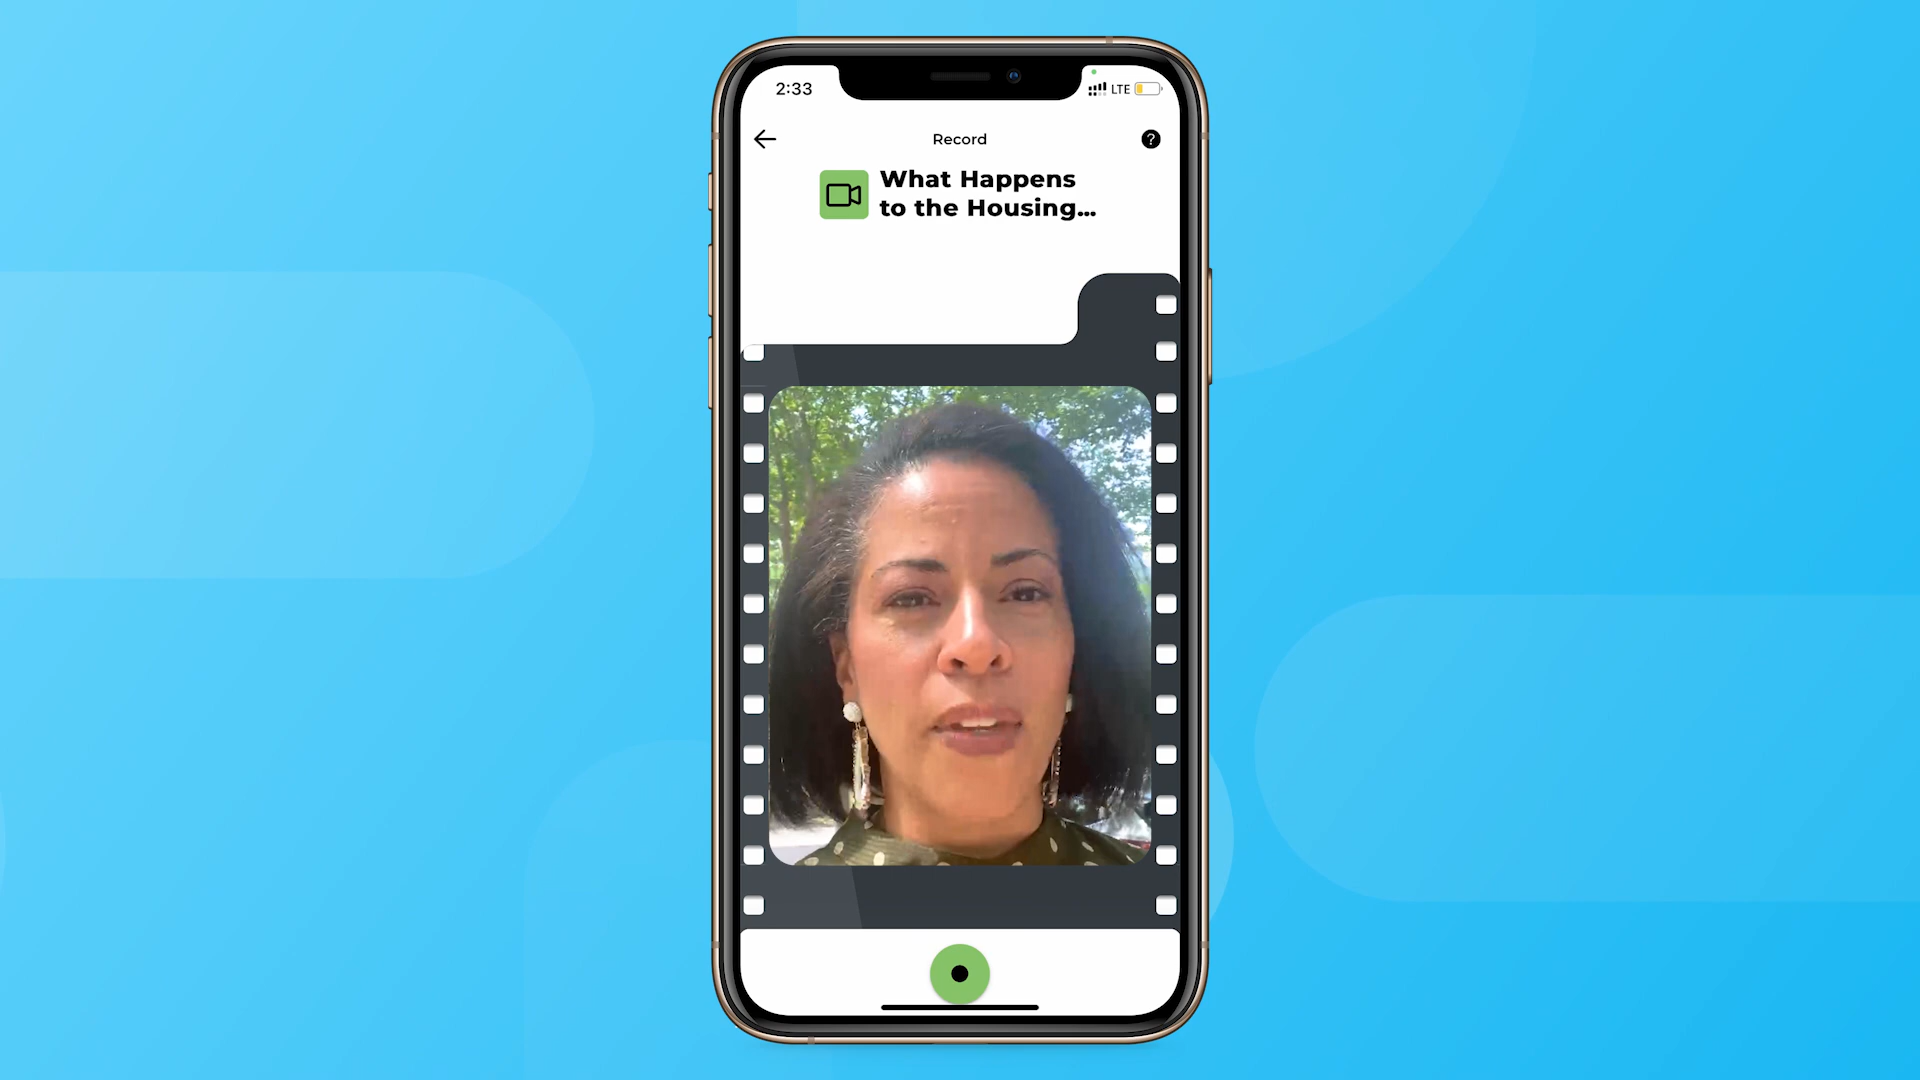 2:33
LTE
Record
?
What Happens
to the Housing...